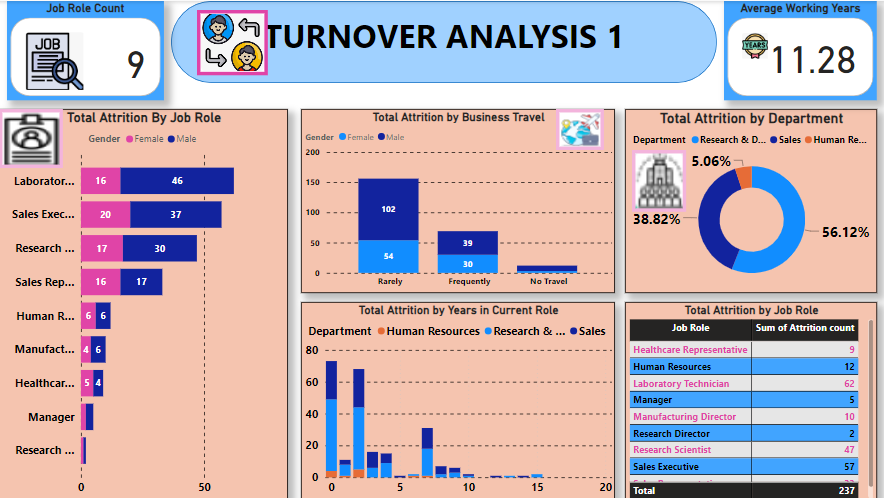 Job Role Count
9
JOB
TURNOVER ANALYSIS 1
Average Working Years
YEARS
11.28
Total Attrition By Job Role
Gender Female Male
Laborator... 16 46
Sales Exec... 20 37
Research ... 17 30
Sales Rep... 16 17
Human R... 6 6
Manufact... 4 6
Healthcar... 5 4
Manager
Research ...
0 50
Total Attrition by Business Travel
Gender Female Male
200
150
100
50
0
102
54
39
30
Rarely Frequently No Travel
Total Attrition by Department
Department Research & D... Sales Human Re...
5.06%
38.82%
56.12%
Total Attrition by Years in Current Role
Department Human Resources Research & ... Sales
80
60
40
20
0
0 5 10 15 20
Total Attrition by Job Role
Job Role Sum of Attrition count
Healthcare Representative 9
Human Resources 12
Laboratory Technician 62
Manager 5
Manufacturing Director 10
Research Director 2
Research Scientist 47
Sales Executive 57
Total 237